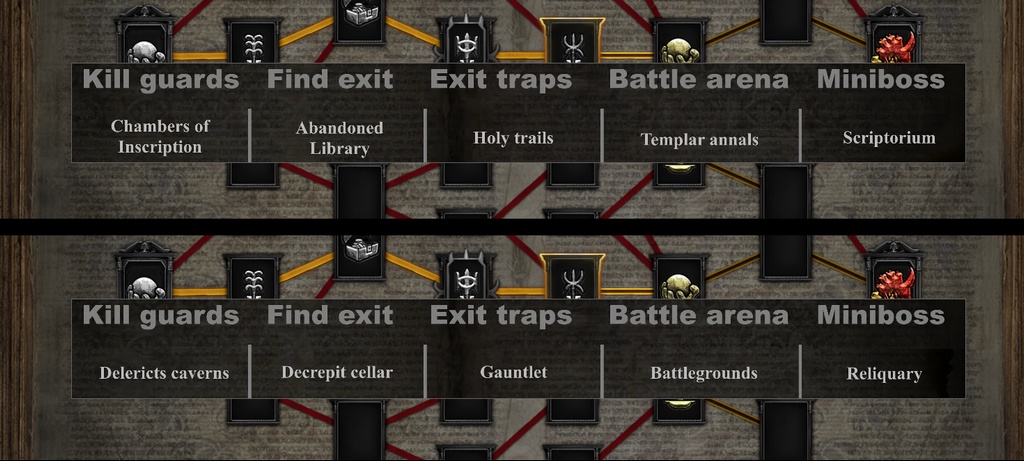 Kill guards Find exit Exit traps Battle arena Miniboss
Chambers of
Inscription
Abandoned
Library
Holy trails
Templar annals
Scriptorium
Kill guards Find exit Exit traps Battle arena Miniboss
Delericts caverns
Decrepit cellar
Gauntlet
Battlegrounds
Reliquary